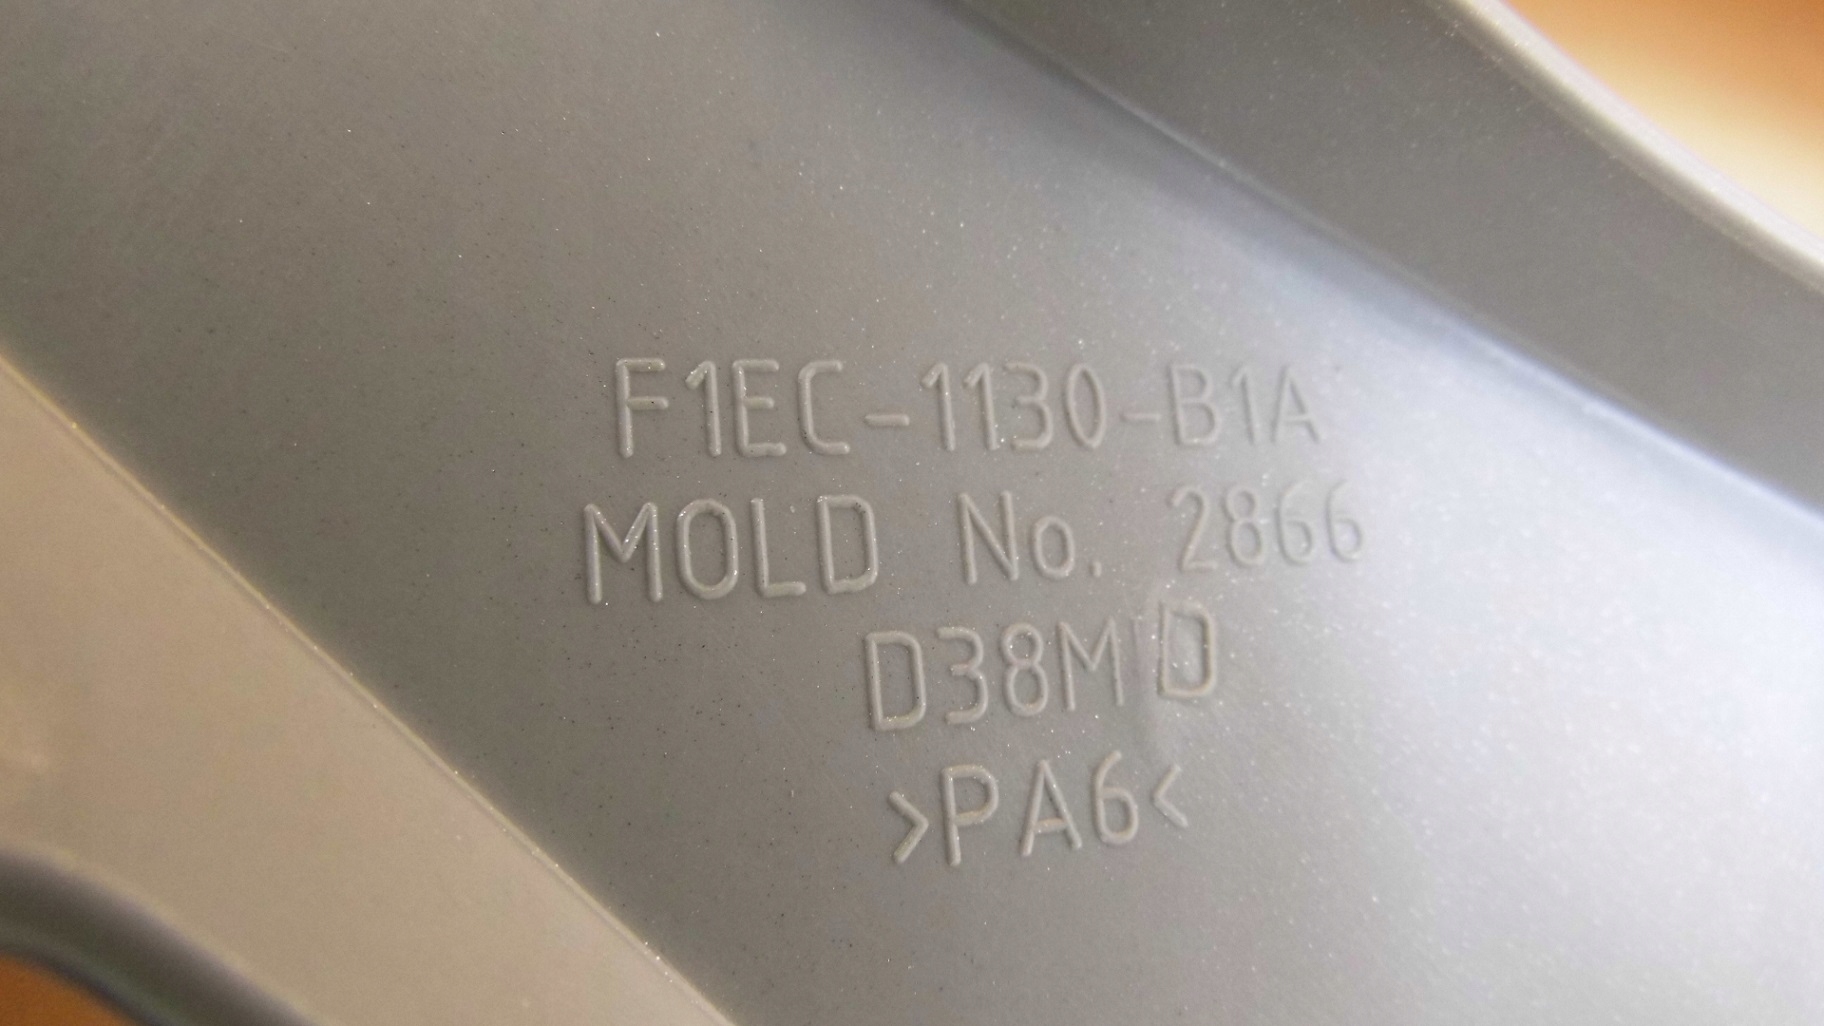 F1EC-1130-B1A
MOLD No. 2866
D38M D
>PA6<